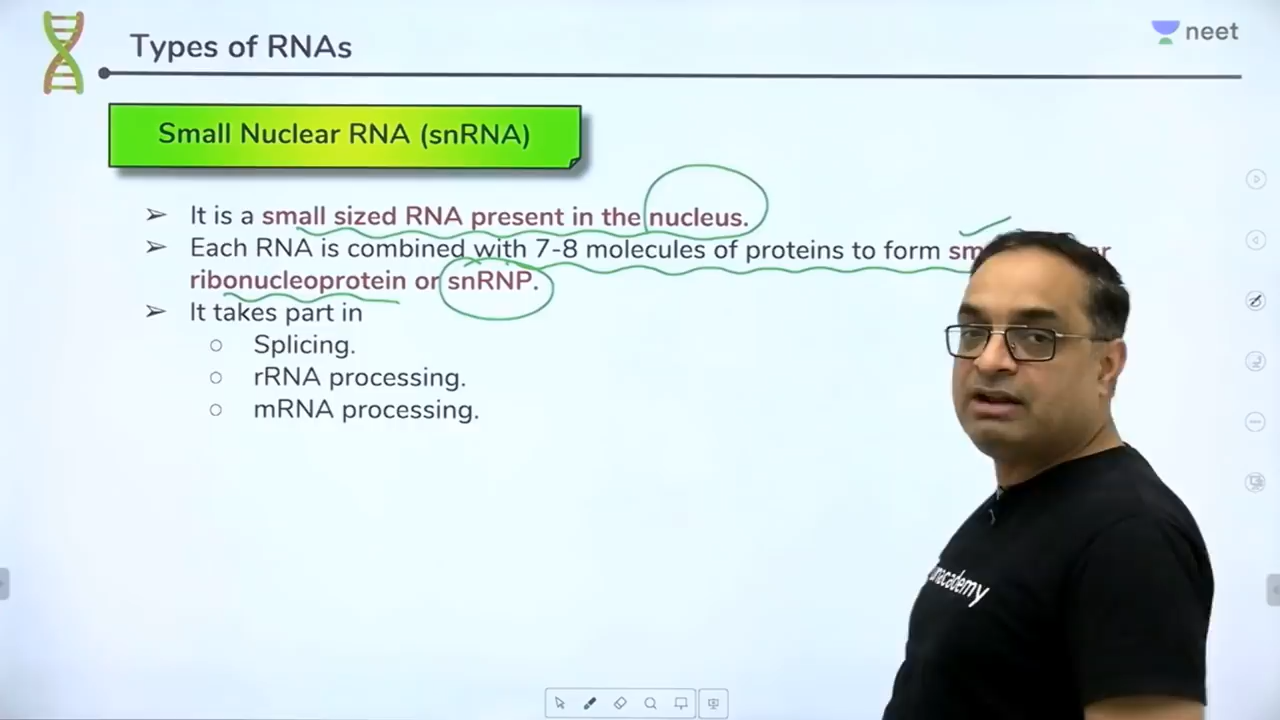 neet
Types of RNAs
Small Nuclear RNA (snRNA)
➢ It is a small sized RNA present in the nucleus.
➢ Each RNA is combined with 7-8 molecules of proteins to form
ribonucleoprotein or snRNP.
➢ It takes part in
○ Splicing.
○ rRNA processing.
○ mRNA processing.
unacademy